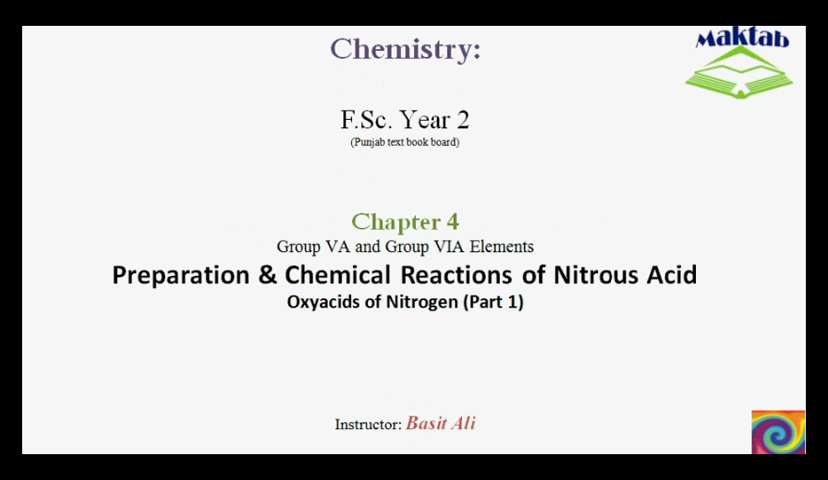 Maktab
Chemistry:
F.Sc. Year 2
(Punjab text book board)
Chapter 4
Group VA and Group VIA Elements
Preparation & Chemical Reactions of Nitrous Acid
Oxyacids of Nitrogen (Part 1)
Instructor: Basit Ali